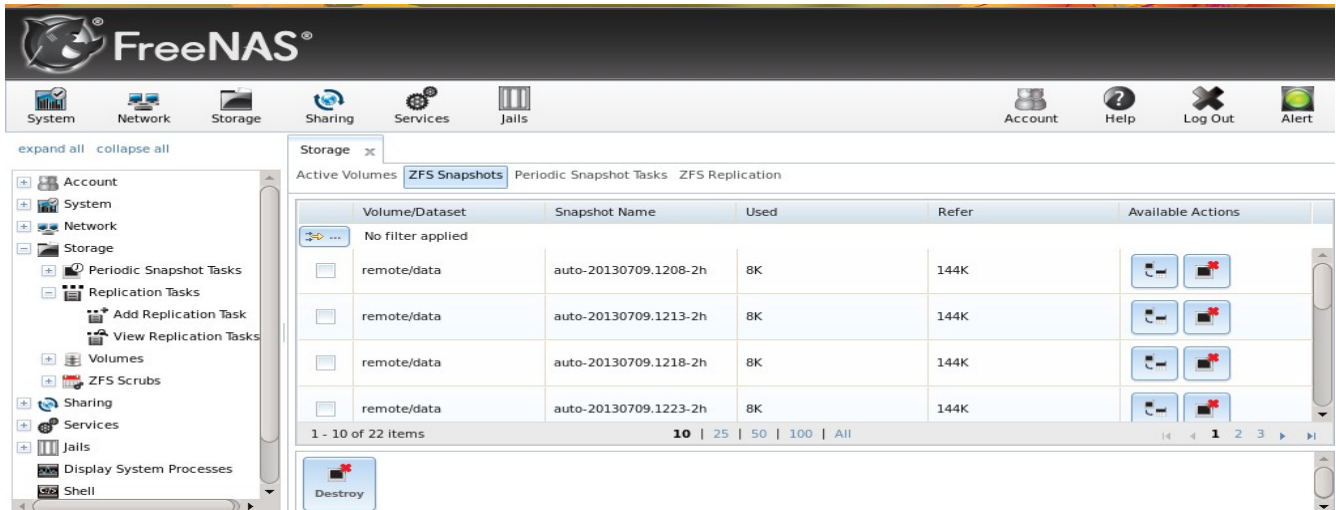 FreeNAS®
System Network Storage Sharing Services Jails Account Help Log Out Alert
expand all collapse all
Account
System
Network
Storage
Periodic Snapshot Tasks
Replication Tasks
Add Replication Task
View Replication Tasks
Volumes
ZFS Scrubs
Sharing
Services
Jails
Display System Processes
Shell
Storage
Active Volumes ZFS Snapshots Periodic Snapshot Tasks ZFS Replication
Volume/Dataset Snapshot Name Used Refer Available Actions
... No filter applied
remote/data auto-20130709.1208-2h 8K 144K
remote/data auto-20130709.1213-2h 8K 144K
remote/data auto-20130709.1218-2h 8K 144K
remote/data auto-20130709.1223-2h 8K 144K
1 - 10 of 22 items 10 | 25 | 50 | 100 | All 1 2 3
Destroy